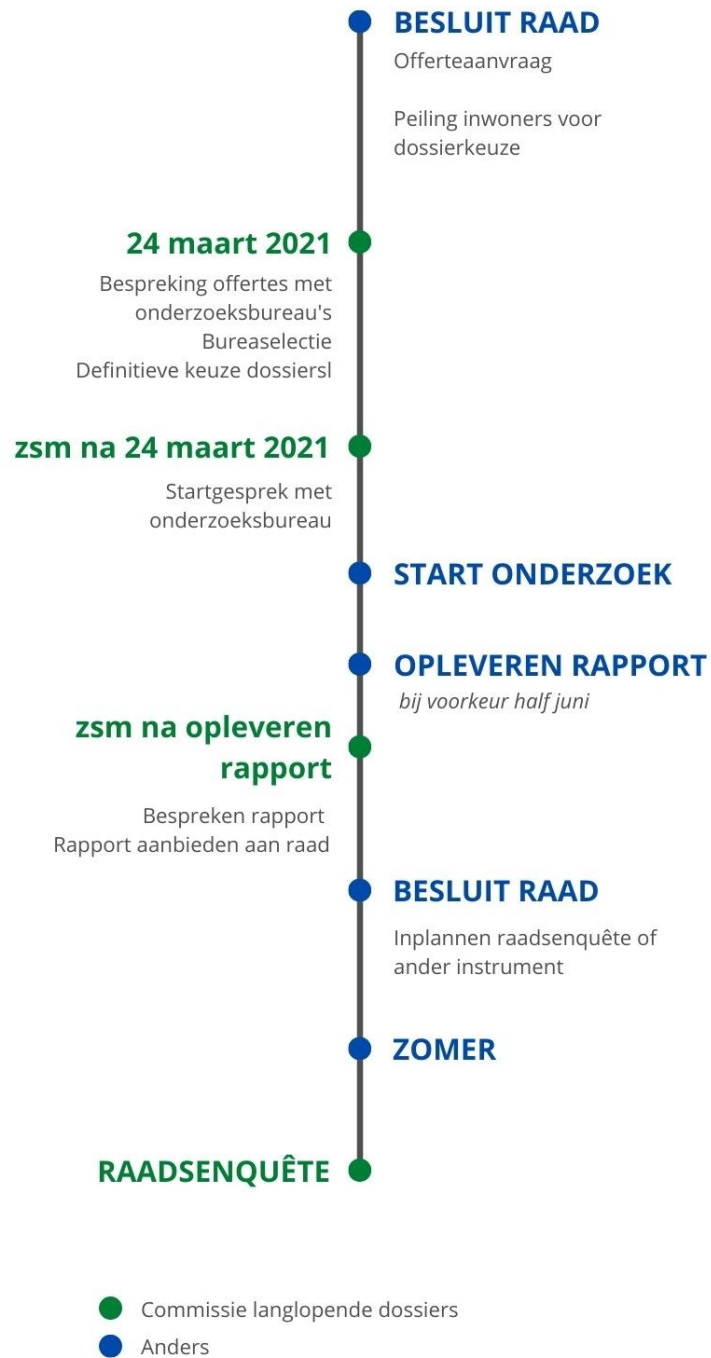 BESLUIT RAAD
Offerteaanvraag
Peiling inwoners voor
dossierkeuze
24 maart 2021
Bespreking offertes met
onderzoeksbureau's
Bureaselectie
Definitieve keuze dossiersl
zsm na 24 maart 2021
Startgesprek met
onderzoeksbureau
START ONDERZOEK
OPLEVEREN RAPPORT
bij voorkeur half juni
zsm na opleveren
rapport
Bespreken rapport
Rapport aanbieden aan raad
BESLUIT RAAD
Inplannen raadsenquête of
ander instrument
ZOMER
RAADSENQUÊTE
Commissie langlopende dossiers
Anders